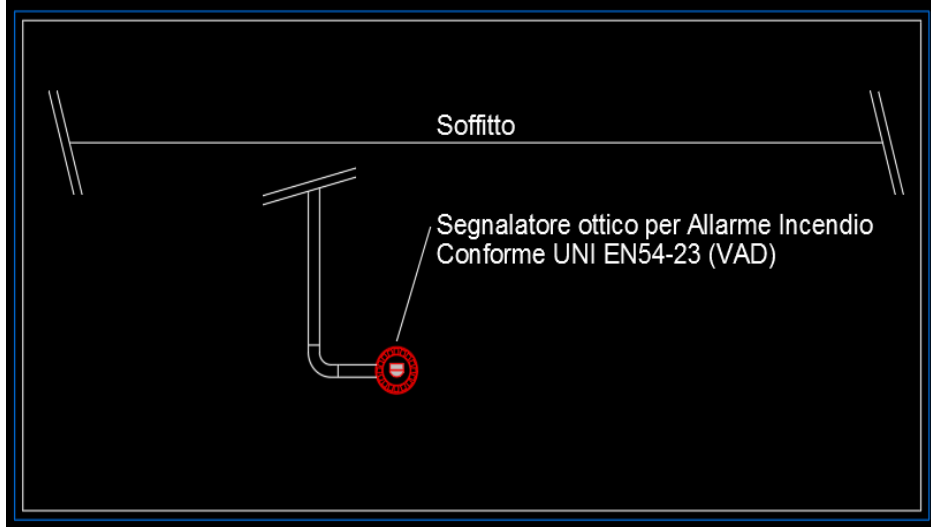 Soffitto
Segnalatore ottico per Allarme Incendio
Conforme UNI EN54-23 (VAD)